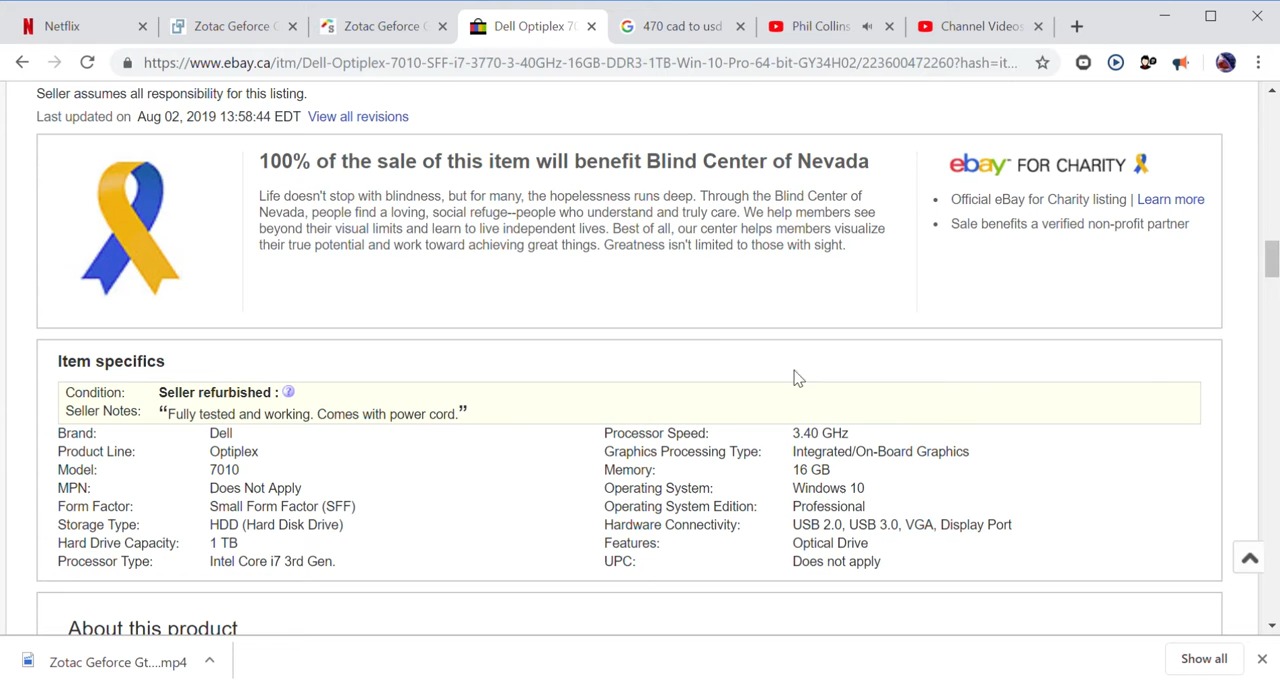 Netflix
Zotac Geforce G
Zotac Geforce G
Dell Optiplex 70
470 cad to usd
Phil Collins
Channel Videos
https://www.ebay.ca/itm/Dell-Optiplex-7010-SFF-i7-3770-3-40GHz-16GB-DDR3-1TB-Win-10-Pro-64-bit-GY34H02/223600472260?hash=it...
Seller assumes all responsibility for this listing.
Last updated on Aug 02, 2019 13:58:44 EDT View all revisions
100% of the sale of this item will benefit Blind Center of Nevada
Life doesn't stop with blindness, but for many, the hopelessness runs deep. Through the Blind Center of
Nevada, people find a loving, social refuge--people who understand and truly care. We help members see
beyond their visual limits and learn to live independent lives. Best of all, our center helps members visualize
their true potential and work toward achieving great things. Greatness isn't limited to those with sight.
ebay™ FOR CHARITY
• Official eBay for Charity listing | Learn more
• Sale benefits a verified non-profit partner
Item specifics
Condition: Seller refurbished : ?
Seller Notes: “Fully tested and working. Comes with power cord.”
Brand: Dell Processor Speed: 3.40 GHz
Product Line: Optiplex Graphics Processing Type: Integrated/On-Board Graphics
Model: 7010 Memory: 16 GB
MPN: Does Not Apply Operating System: Windows 10
Form Factor: Small Form Factor (SFF) Operating System Edition: Professional
Storage Type: HDD (Hard Disk Drive) Hardware Connectivity: USB 2.0, USB 3.0, VGA, Display Port
Hard Drive Capacity: 1 TB Features: Optical Drive
Processor Type: Intel Core i7 3rd Gen. UPC: Does not apply
About this product
Zotac Geforce Gt....mp4
Show all